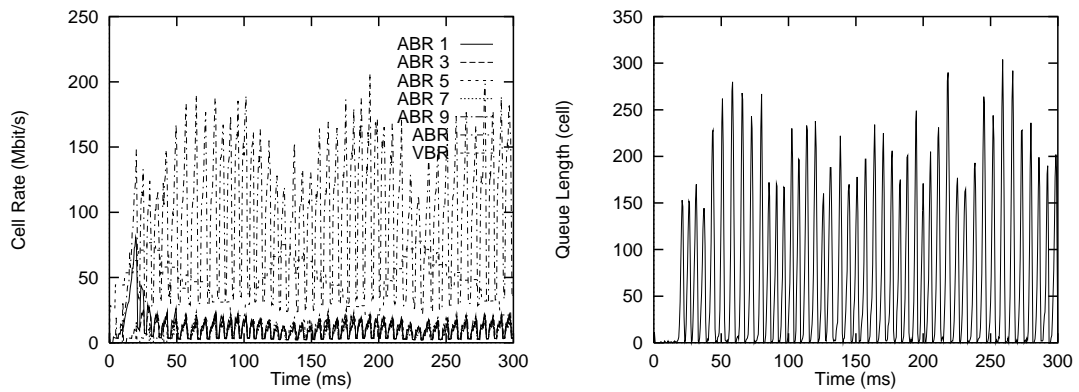 250
200
150
100
50
0
Cell Rate (Mbit/s)
0 50 100 150 200 250 300
Time (ms)
ABR 1
ABR 3
ABR 5
ABR 7
ABR 9
ABR
VBR
350
300
250
200
150
100
50
0
Queue Length (cell)
0 50 100 150 200 250 300
Time (ms)